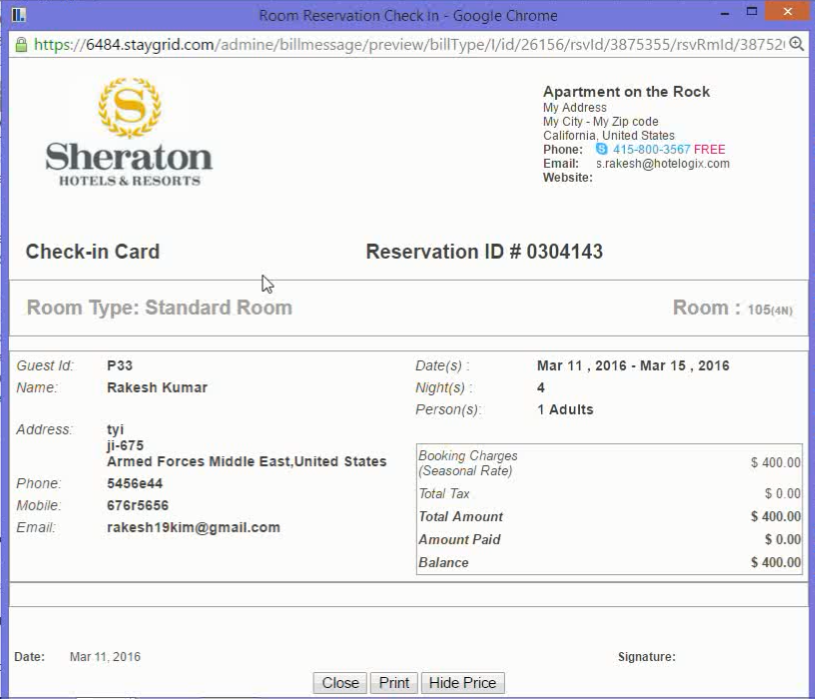 Room Reservation Check In - Google Chrome
https://6484.staygrid.com/admine/billmessage/preview/billType/I/id/26156/rsvId/3875355/rsvRmId/38752
S
Sheraton
HOTELS & RESORTS
Apartment on the Rock
My Address
My City - My Zip code
California, United States
Phone: 415-800-3567 FREE
Email: s.rakesh@hotelogix.com
Website:
Check-in Card
Reservation ID # 0304143
Room Type: Standard Room
Room : 105(4N)
Guest Id: P33
Name: Rakesh Kumar
Address: tyi
ji-675
Armed Forces Middle East,United States
Phone: 5456e44
Mobile: 676r5656
Email: rakesh19kim@gmail.com
Date(s) : Mar 11 , 2016 - Mar 15 , 2016
Night(s) : 4
Person(s): 1 Adults
Booking Charges
(Seasonal Rate) $ 400.00
Total Tax $ 0.00
Total Amount $ 400.00
Amount Paid $ 0.00
Balance $ 400.00
Date: Mar 11, 2016
Signature:
Close Print Hide Price